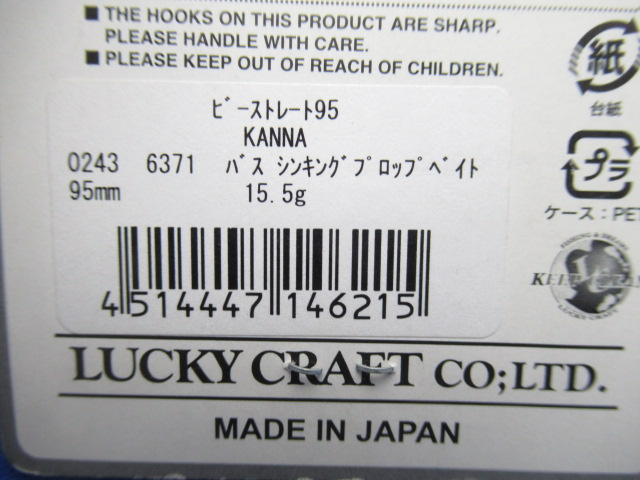 ■ THE HOOKS ON THIS PRODUCT ARE SHARP.
PLEASE HANDLE WITH CARE.
■ PLEASE KEEP OUT OF REACH OF CHILDREN.
紙
台紙
ﾋﾞｰｽﾄﾚｰﾄ95
KANNA
0243 6371 ﾊﾞｽ ｼﾝｷﾝｸﾞﾌﾟﾛｯﾌﾟﾍﾞｲﾄ
95mm 15.5g
プラ
ケース：PET
4 514447 146215
LUCKY CRAFT
LUCKY CRAFT CO;LTD.
MADE IN JAPAN